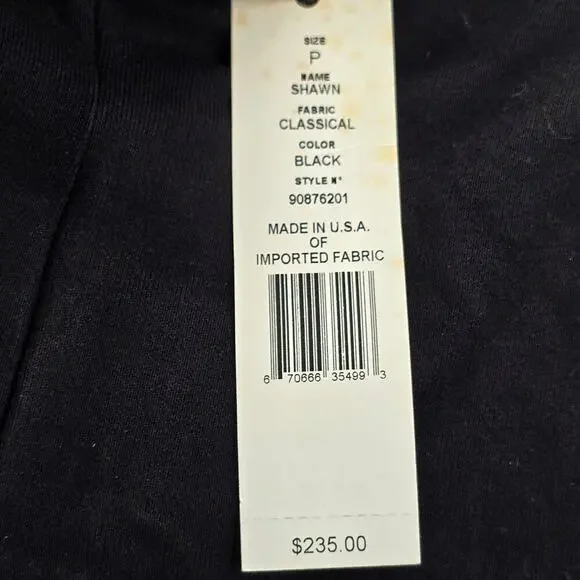 SIZE
P
NAME
SHAWN
FABRIC
CLASSICAL
COLOR
BLACK
STYLE N°
90876201
MADE IN U.S.A.
OF
IMPORTED FABRIC
6 70666 35499 3
$235.00